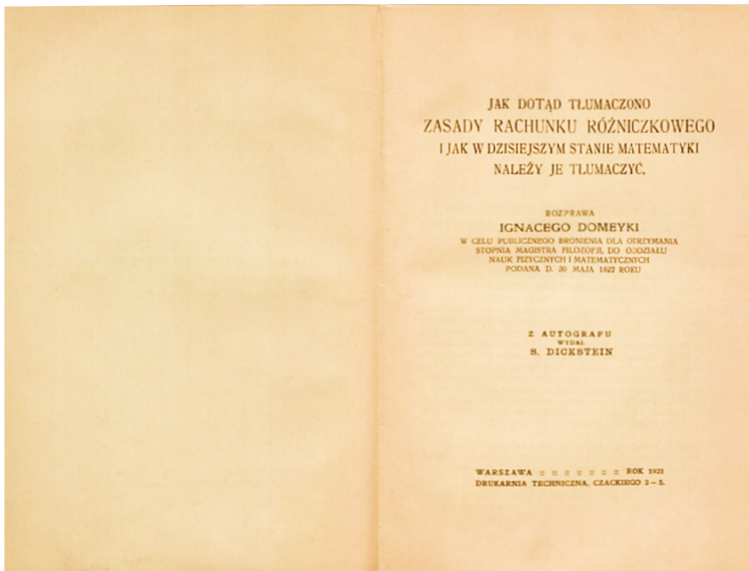 JAK DOTĄD TŁUMACZONO
ZASADY RACHUNKU RÓŻNICZKOWEGO
I JAK W DZISIEJSZYM STANIE MATEMATYKI
NALEŻY JE TŁUMACZYĆ.
ROZPRAWA
IGNACEGO DOMEYKI
W CELU PUBLICZNEGO BRONIENIA DLA OTRZYMANIA
STOPNIA MAGISTRA FILOZOFJI, DO ODDZIAŁU
NAUK FIZYCZNYCH I MATEMATYCZNYCH
PODANA D. 30 MAJA 1822 ROKU
Z AUTOGRAFU
WYDAŁ
S. DICKSTEIN
WARSZAWA :: :: :: :: :: :: :: ROK 1921
DRUKARNIA TECHNICZNA, CZACKIEGO 3–5.